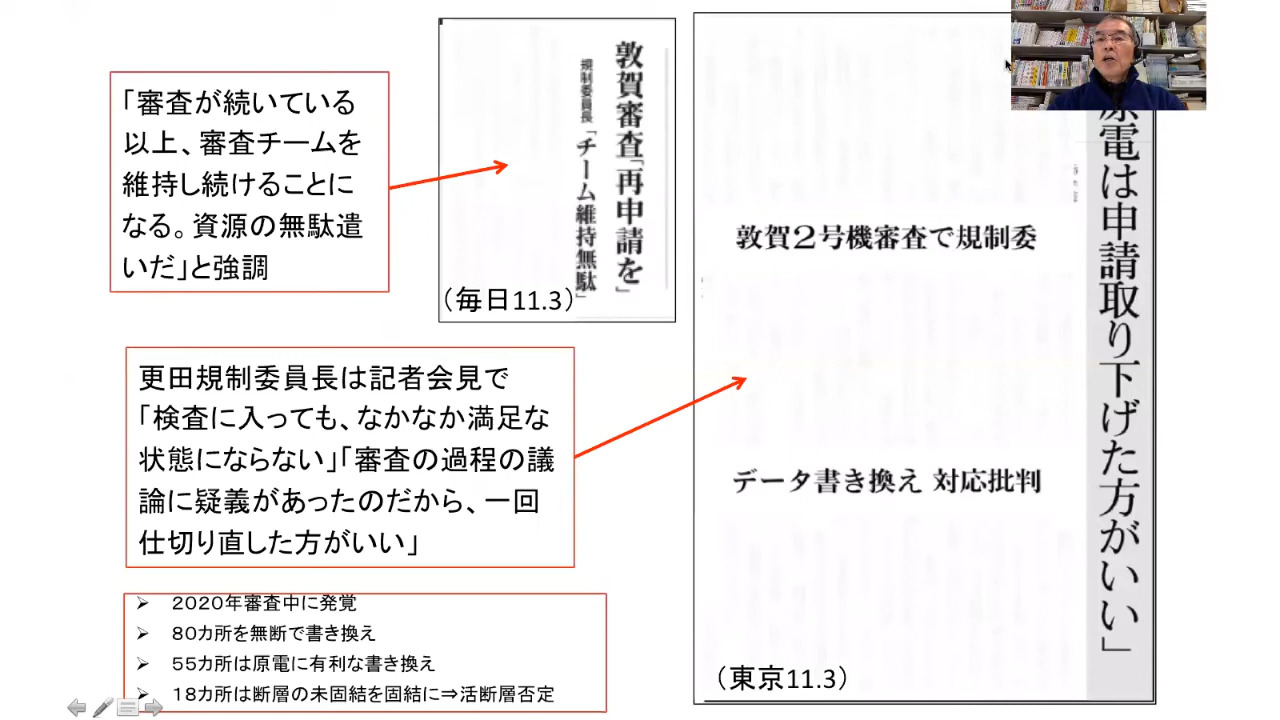 「審査が続いている
以上、審査チームを
維持し続けることに
なる。資源の無駄遣
いだ」と強調
敦賀審査「再申請を」
規制委員長「チーム維持無駄」
（毎日11.3）
更田規制委員長は記者会見で
「検査に入っても、なかなか満足な
状態にならない」「審査の過程の議
論に疑義があったのだから、一回
仕切り直した方がいい」
原電は申請取り下げた方がいい」
敦賀２号機審査で規制委
データ書き換え 対応批判
（東京11.3）
➢ 2020年審査中に発覚
➢ 80カ所を無断で書き換え
➢ 55カ所は原電に有利な書き換え
➢ 18カ所は断層の未固結を固結に⇒活断層否定